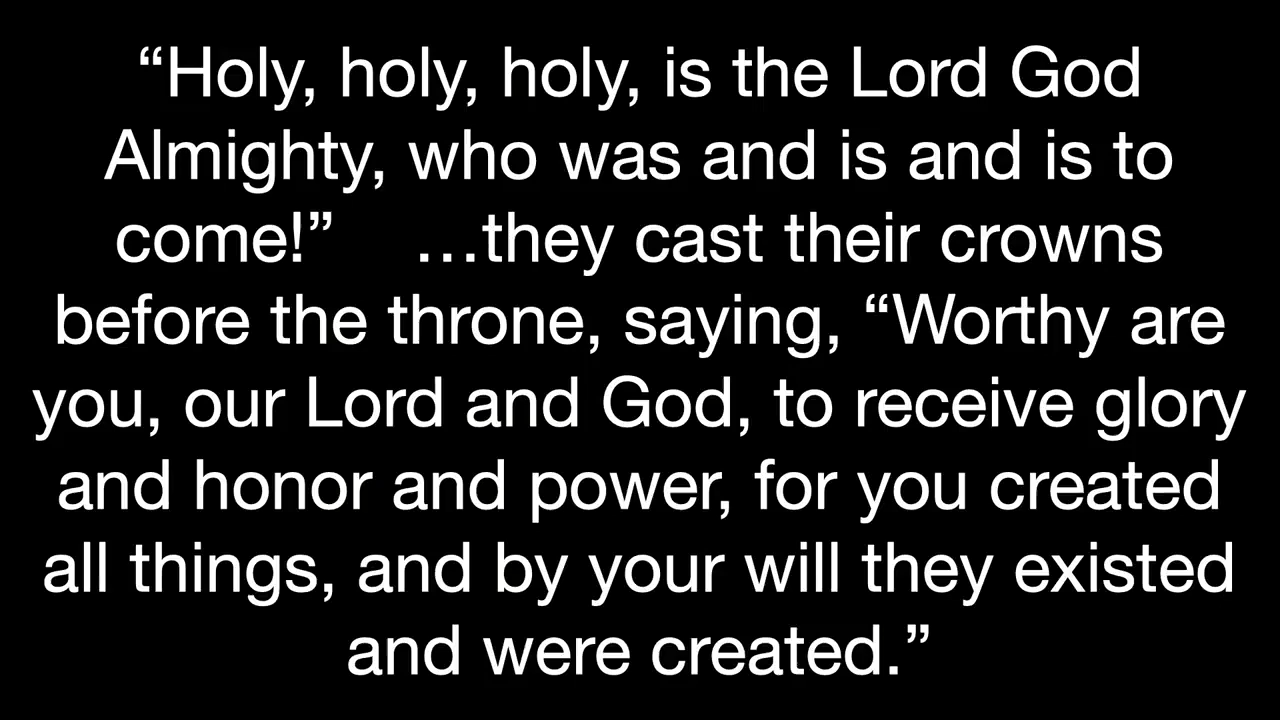 “Holy, holy, holy, is the Lord God
Almighty, who was and is and is to
come!” …they cast their crowns
before the throne, saying, “Worthy are
you, our Lord and God, to receive glory
and honor and power, for you created
all things, and by your will they existed
and were created.”